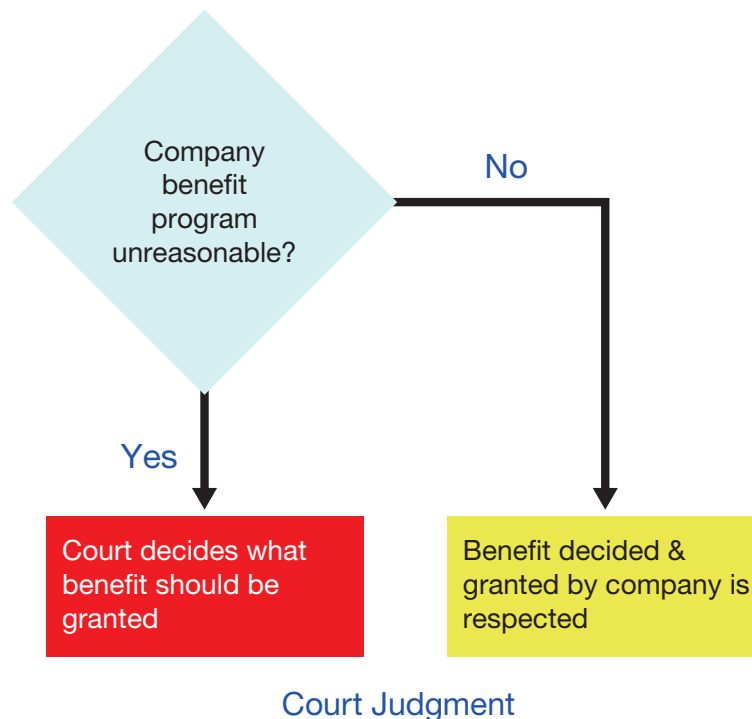 Company
benefit
program
unreasonable?
No
Yes
Court decides what
benefit should be
granted
Benefit decided &
granted by company is
respected
Court Judgment